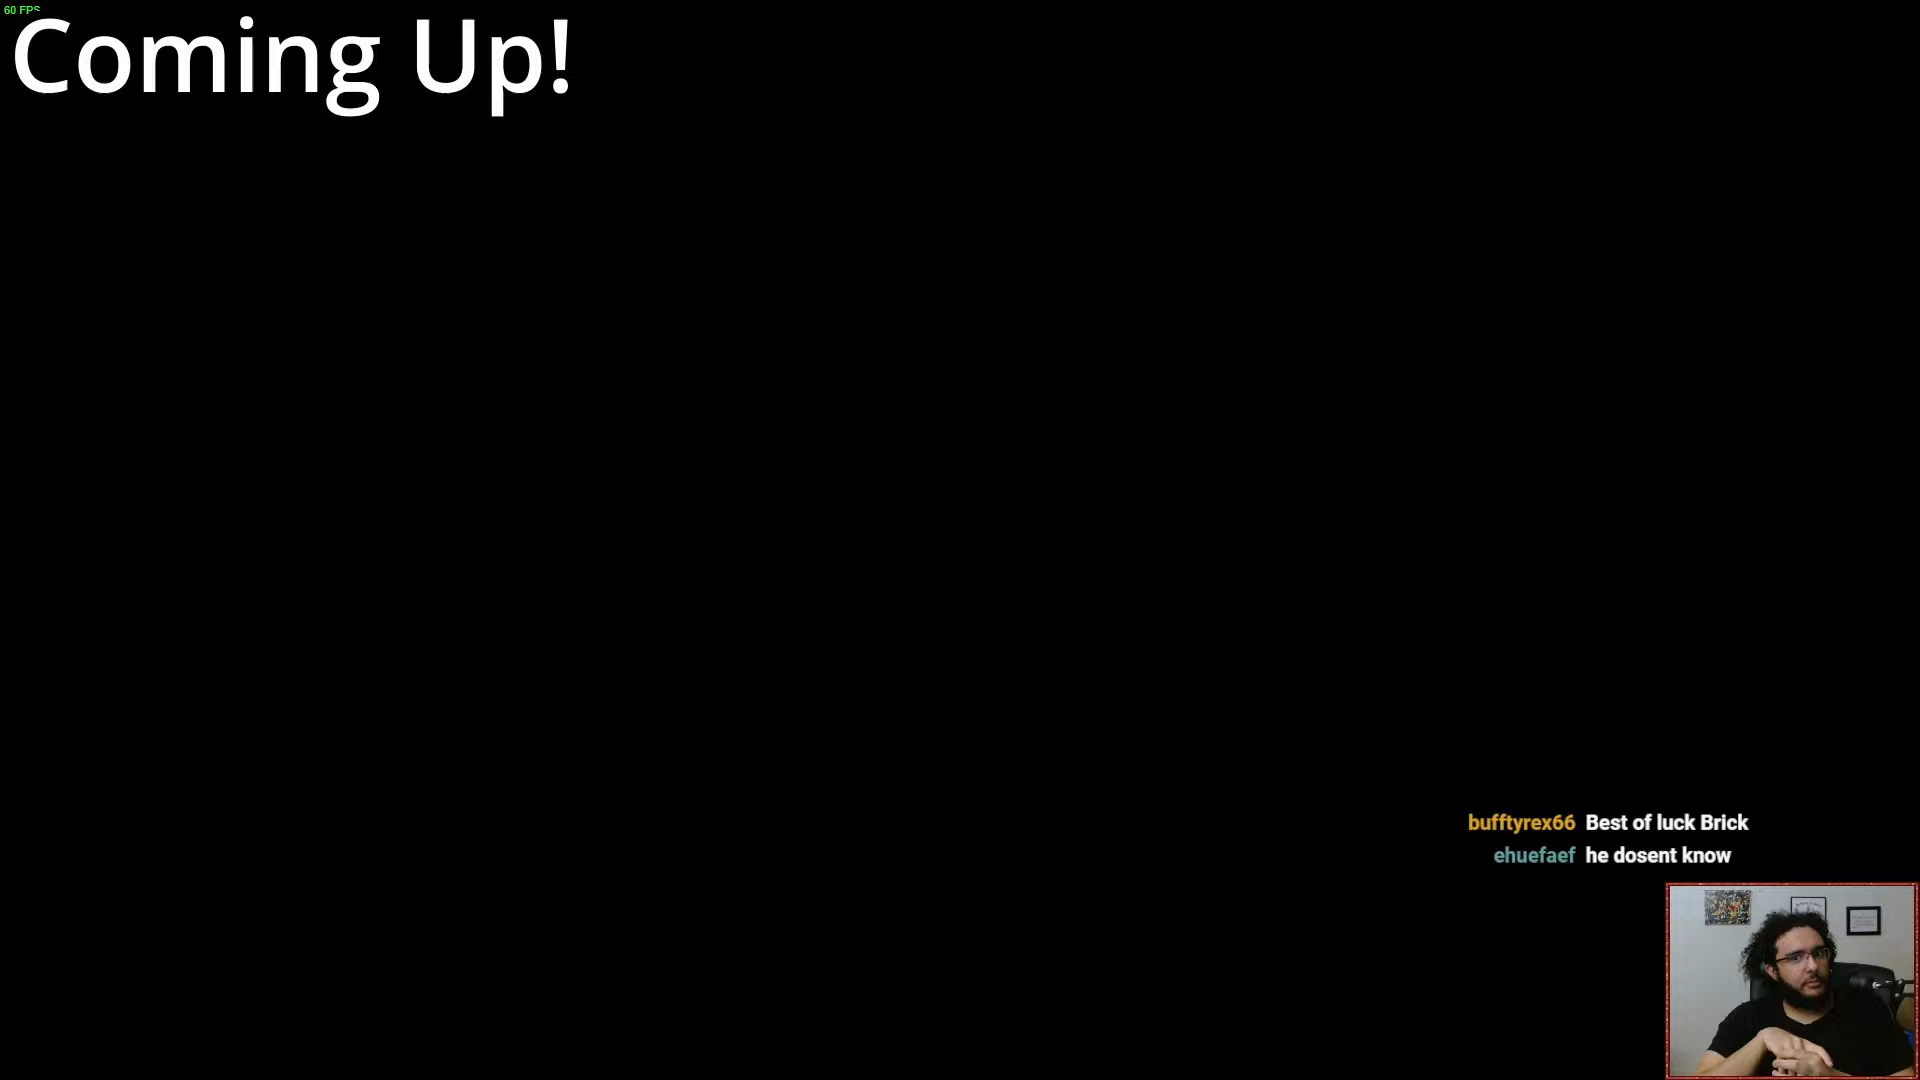 60 FPS
Coming Up!
bufftyrex66 Best of luck Brick
ehuefaef he dosent know